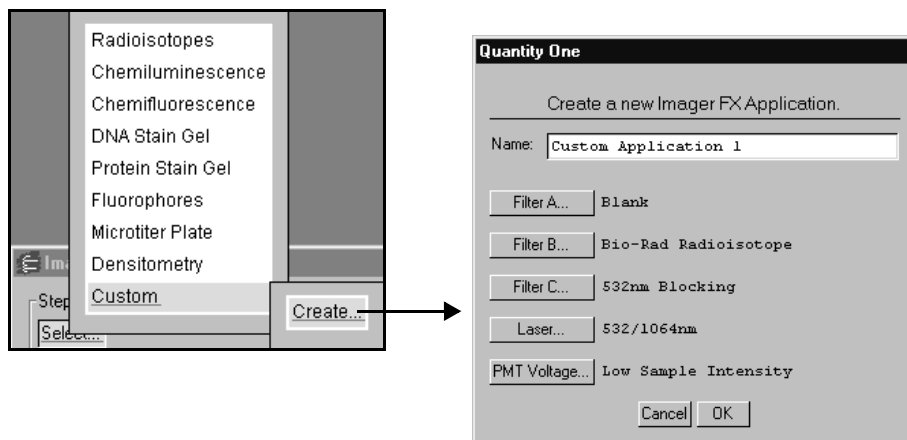 Radioisotopes
Chemiluminescence
Chemifluorescence
DNA Stain Gel
Protein Stain Gel
Fluorophores
Microtiter Plate
Densitometry
Custom
Create...
Ima
Step
Select...
Quantity One
Create a new Imager FX Application.
Name: Custom Application 1
Filter A... Blank
Filter B... Bio-Rad Radioisotope
Filter C... 532nm Blocking
Laser... 532/1064nm
PMT Voltage... Low Sample Intensity
Cancel OK